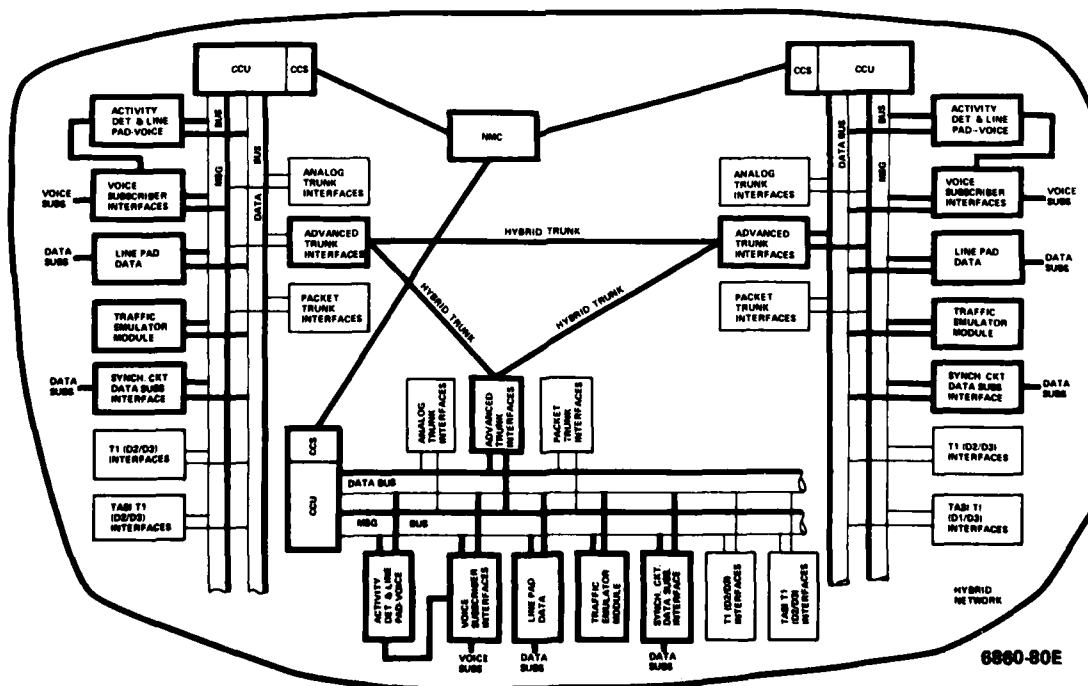 CCU
CCS
CCS
CCU
NMC
ACTIVITY
DET & LINE
PAD-VOICE
VOICE
SUBS
VOICE
SUBSCRIBER
INTERFACES
DATA
SUBS
LINE PAD
DATA
TRAFFIC
EMULATOR
MODULE
DATA
SUBS
SYNCH. CKT
DATA SUBS
INTERFACE
T1 (D2/D3)
INTERFACES
TABI T1
(D2/D3)
INTERFACES
MSG
BUS
DATA
BUS
ANALOG
TRUNK
INTERFACES
ADVANCED
TRUNK
INTERFACES
PACKET
TRUNK
INTERFACES
HYBRID TRUNK
HYBRID TRUNK
HYBRID TRUNK
ANALOG
TRUNK
INTERFACES
ADVANCED
TRUNK
INTERFACES
PACKET
TRUNK
INTERFACES
DATA BUS
MSG
BUS
ACTIVITY
DET & LINE
PAD-VOICE
VOICE
SUBSCRIBER
INTERFACES
VOICE
SUBS
LINE PAD
DATA
DATA
SUBS
TRAFFIC
EMULATOR
MODULE
SYNCH. CKT
DATA SUBS
INTERFACE
DATA
SUBS
T1 (D2/D3)
INTERFACES
TABI T1
(D1/D3)
INTERFACES
ANALOG
TRUNK
INTERFACES
ADVANCED
TRUNK
INTERFACES
PACKET
TRUNK
INTERFACES
CCS
CCU
DATA BUS
MSG BUS
ACTIVITY
DET & LINE
PAD-VOICE
VOICE
SUBSCRIBER
INTERFACES
LINE PAD
DATA
TRAFFIC
EMULATOR
MODULE
SYNCH. CKT.
DATA SUBS.
INTERFACE
T1 (D2/D3)
INTERFACES
TABI T1
(D2/D3)
INTERFACES
VOICE
SUBS
DATA
SUBS
DATA
SUBS
HYBRID
NETWORK
6860-80E